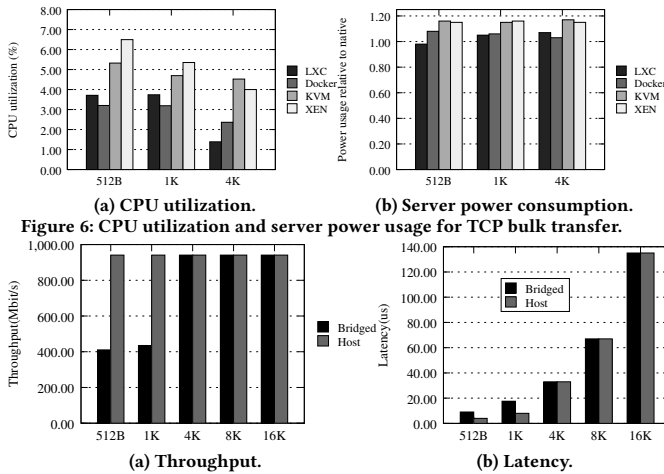 8.00
7.00
6.00
5.00
4.00
3.00
2.00
1.00
0.00
CPU utilization (%)
512B 1K 4K
LXC
Docker
KVM
XEN
(a) CPU utilization.
1.20
1.00
0.80
0.60
0.40
0.20
0.00
Power usage relative to native
512B 1K 4K
LXC
Docker
KVM
XEN
(b) Server power consumption.
Figure 6: CPU utilization and server power usage for TCP bulk transfer.
1,000.00
800.00
600.00
400.00
200.00
0.00
Throughput(Mbit/s)
512B 1K 4K 8K 16K
Bridged
Host
(a) Throughput.
140.00
120.00
100.00
80.00
60.00
40.00
20.00
0.00
Latency(us)
Bridged
Host
512B 1K 4K 8K 16K
(b) Latency.